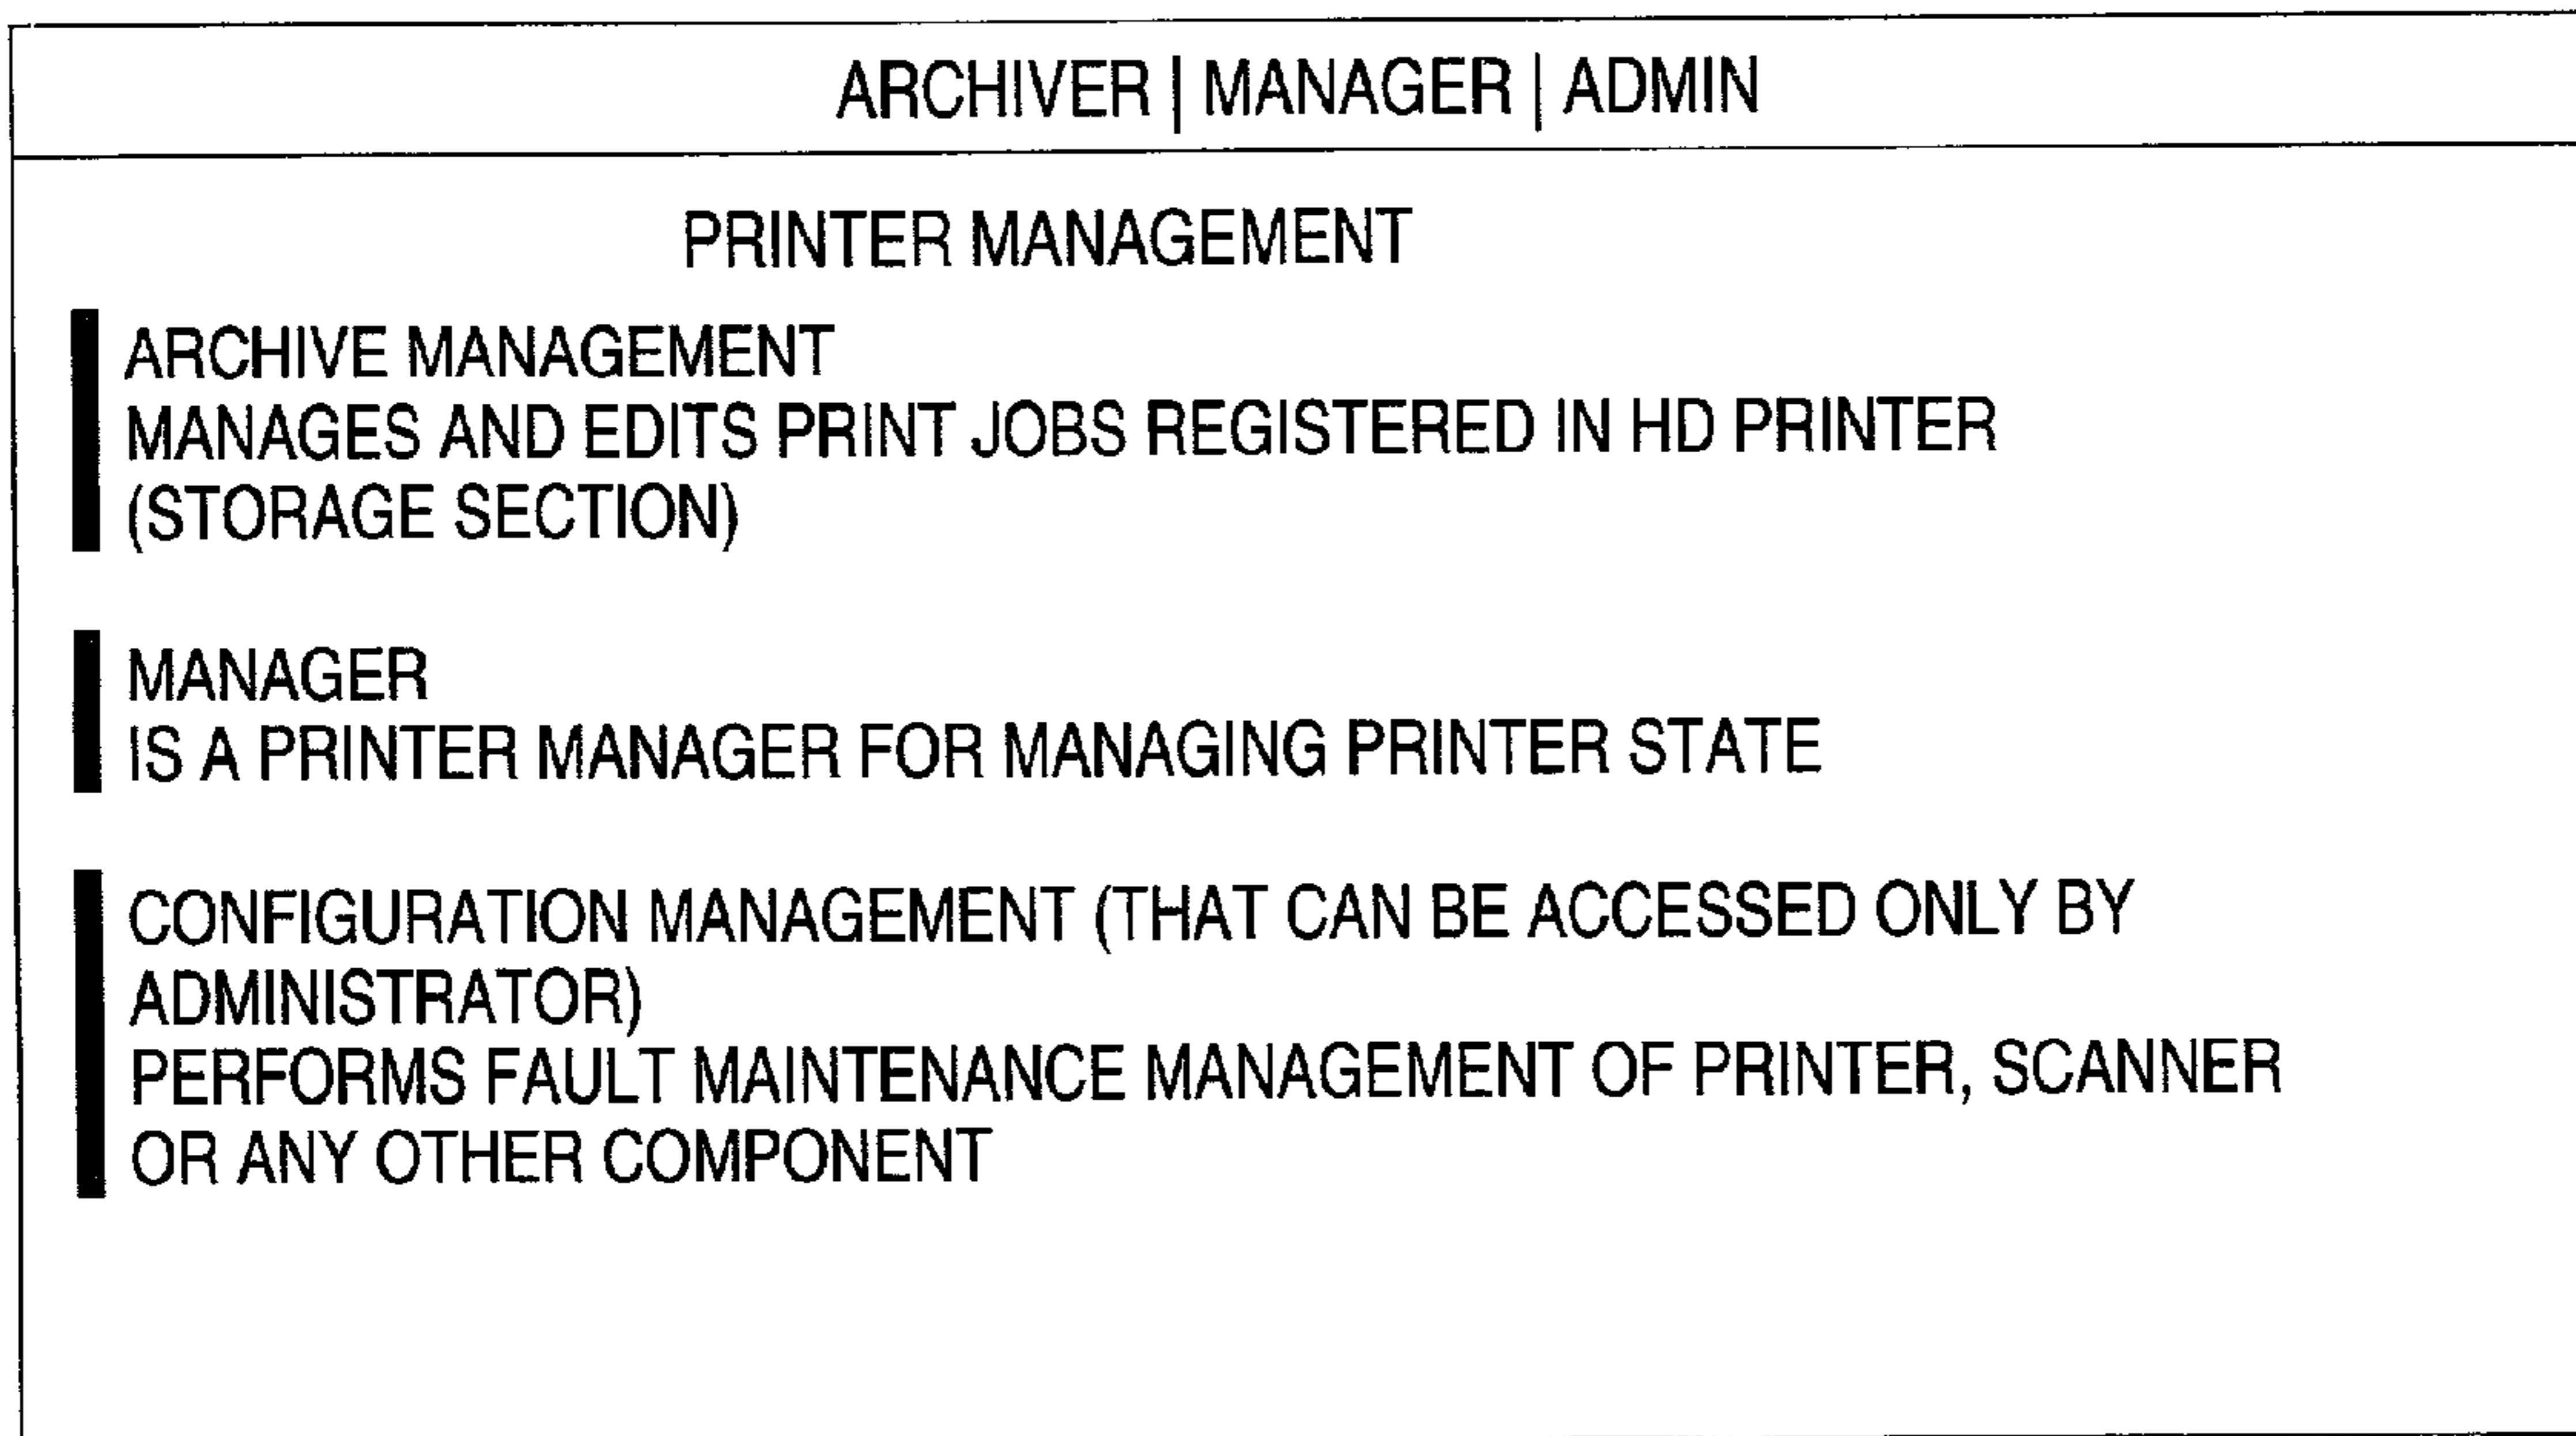 ARCHIVER | MANAGER | ADMIN
PRINTER MANAGEMENT
ARCHIVE MANAGEMENT
MANAGES AND EDITS PRINT JOBS REGISTERED IN HD PRINTER
(STORAGE SECTION)
MANAGER
IS A PRINTER MANAGER FOR MANAGING PRINTER STATE
CONFIGURATION MANAGEMENT (THAT CAN BE ACCESSED ONLY BY
ADMINISTRATOR)
PERFORMS FAULT MAINTENANCE MANAGEMENT OF PRINTER, SCANNER
OR ANY OTHER COMPONENT